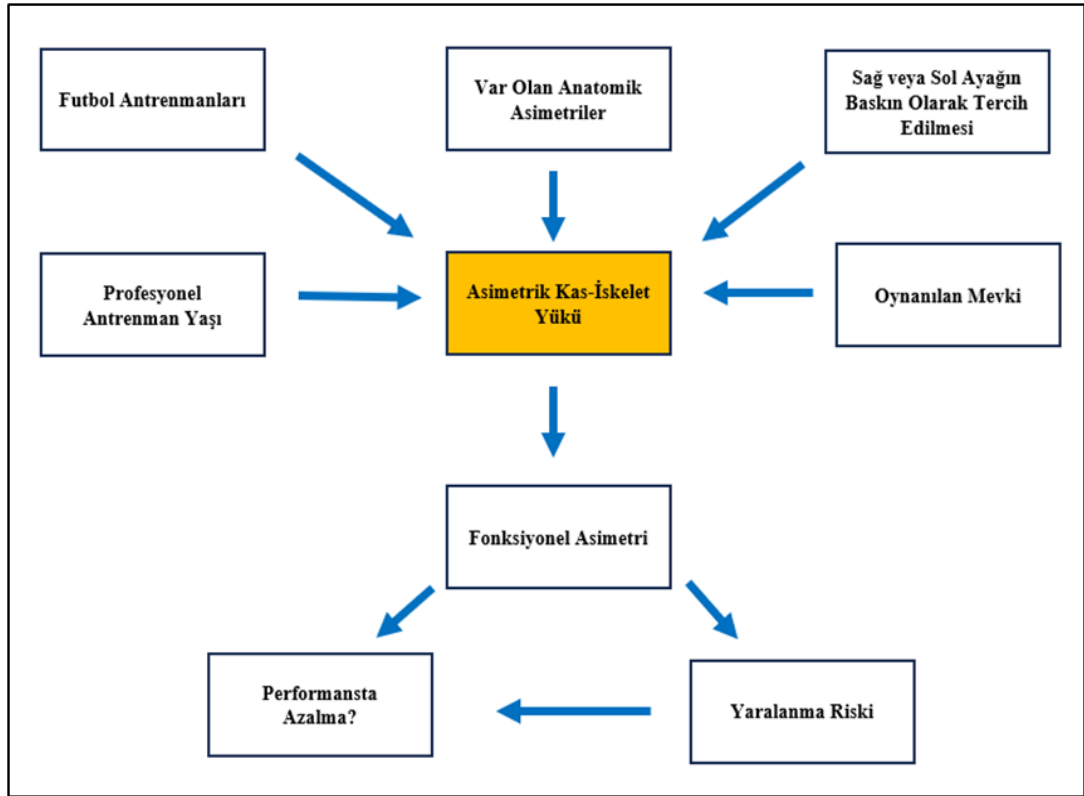 Futbol Antrenmanları
Var Olan Anatomik
Asimetriler
Sağ veya Sol Ayağın
Baskın Olarak Tercih
Edilmesi
Profesyonel
Antrenman Yaşı
Asimetrik Kas-İskelet
Yükü
Oynanılan Mevki
Fonksiyonel Asimetri
Performansta
Azalma?
Yaralanma Riski